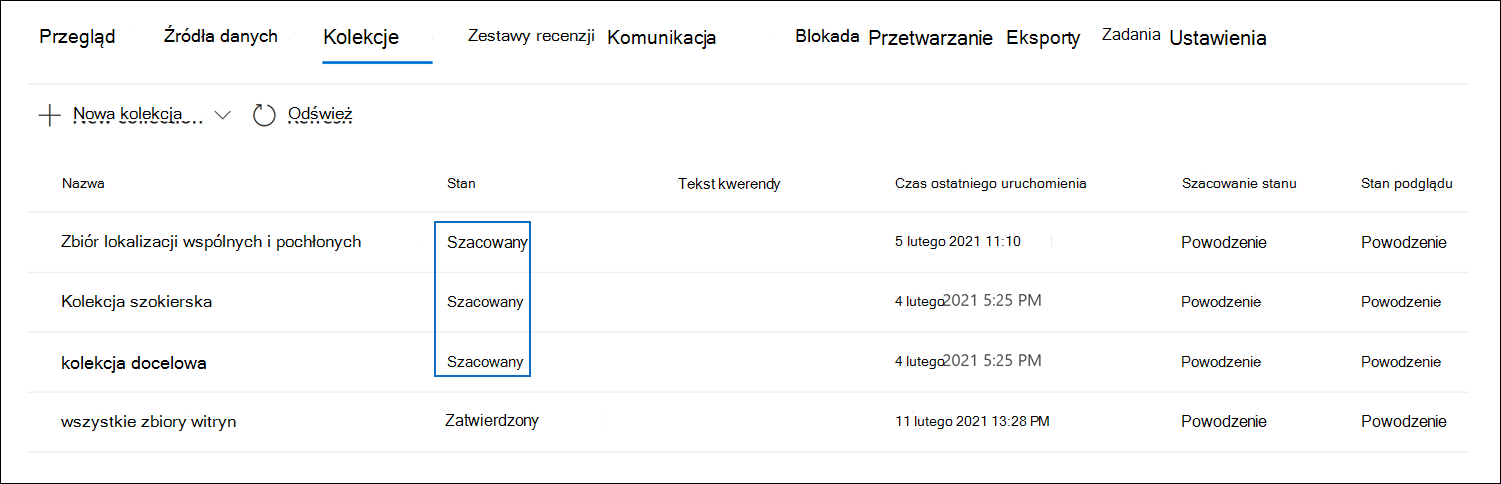 Przegląd Źródła danych Kolekcje Zestawy recenzji Komunikacja Blokada Przetwarzanie Eksporty Zadania Ustawienia
Nowa kolekcja Odśwież
Nazwa Stan Tekst kwerendy Czas ostatniego uruchomienia Szacowanie stanu Stan podglądu
Zbiór lokalizacji wspólnych i pochłonych Szacowany 5 lutego 2021 11:10 Powodzenie Powodzenie
Kolekcja szokierska Szacowany 4 lutego 2021 5:25 PM Powodzenie Powodzenie
kolekcja docelowa Szacowany 4 lutego 2021 5:25 PM Powodzenie Powodzenie
wszystkie zbiory witryn Zatwierdzony 11 lutego 2021 13:28 PM Powodzenie Powodzenie